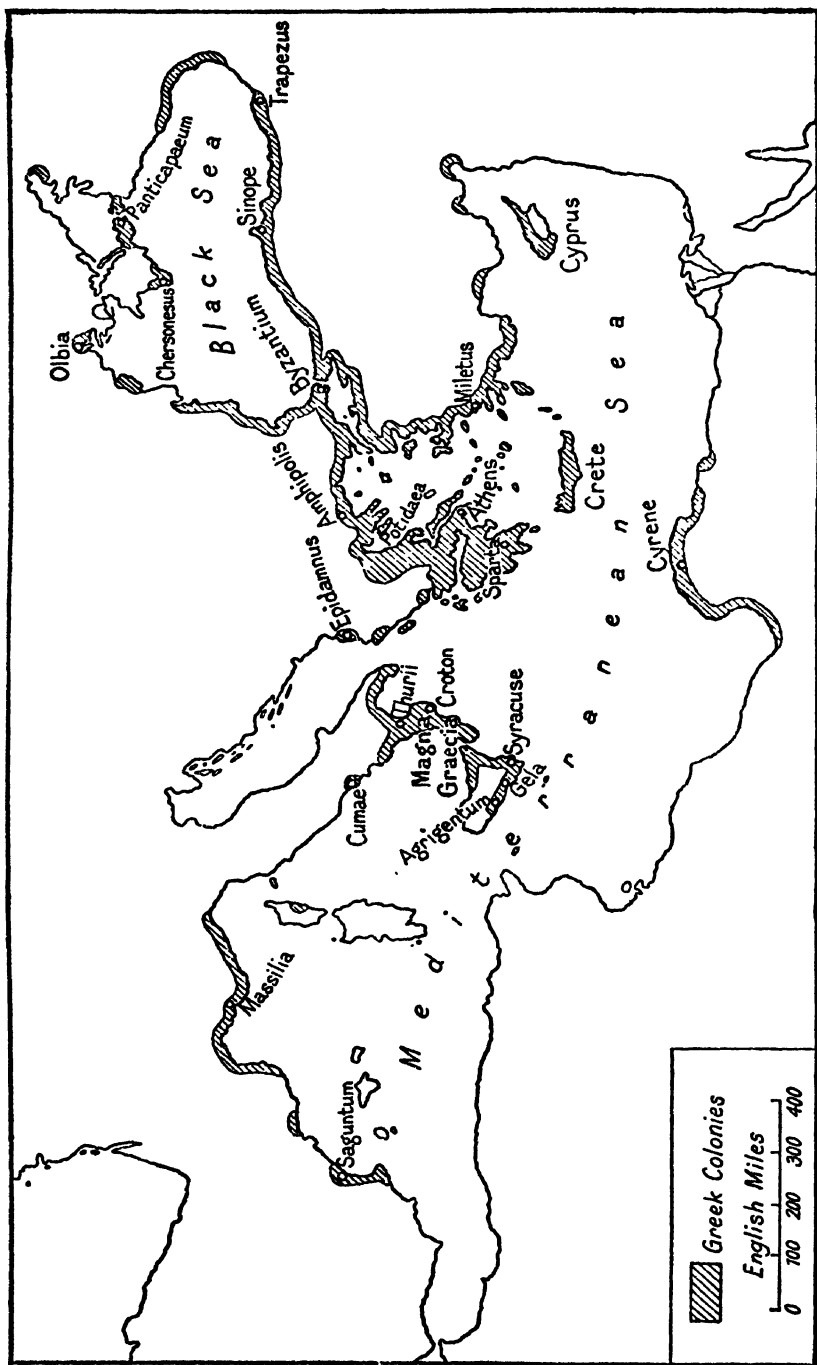 Olbia
Panticapaeum
Chersonesus
Black Sea
Trapezus
Sinope
Byzantium
Amphipolis
Epidamnus
Potidaea
Miletus
Athens
Sparta
Cyprus
Crete
Cyrene
Massilia
Saguntum
Cumae
Thurii
Magna
Graecia
Croton
Agrigentum
Gela
Syracuse
Mediterranean Sea
Greek Colonies
English Miles
0 100 200 300 400